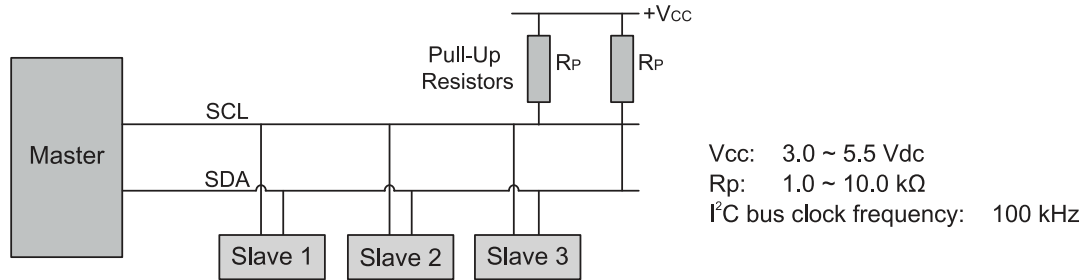 +Vcc
Pull-Up
Resistors
RP
RP
SCL
Master
SDA
Slave 1
Slave 2
Slave 3
Vcc: 3.0 ~ 5.5 Vdc
Rp: 1.0 ~ 10.0 kΩ
I²C bus clock frequency: 100 kHz